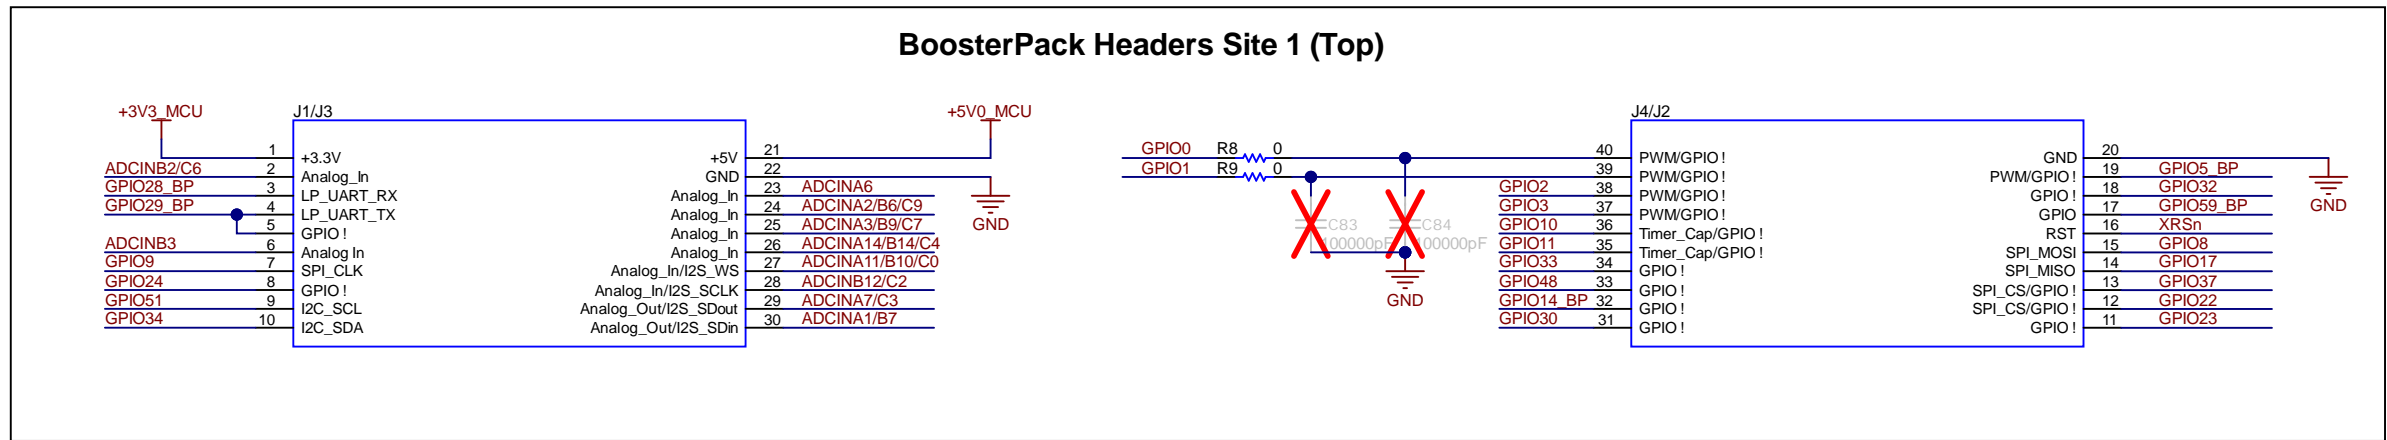 BoosterPack Headers Site 1 (Top)
+3V3_MCU
J1/J3
+5V0_MCU
J4/J2
1 +3.3V
ADCINB2/C6 2 Analog_In
GPIO28_BP 3 LP_UART_RX
GPIO29_BP 4 LP_UART_TX
5 GPIO !
ADCINB3 6 Analog In
GPIO9 7 SPI_CLK
GPIO24 8 GPIO !
GPIO51 9 I2C_SCL
GPIO34 10 I2C_SDA
+5V 21
GND 22
Analog_In 23 ADCINA6
Analog_In 24 ADCINA2/B6/C9
Analog_In 25 ADCINA3/B9/C7
Analog_In 26 ADCINA14/B14/C4
Analog_In/I2S_WS 27 ADCINA11/B10/C0
Analog_In/I2S_SCLK 28 ADCINB12/C2
Analog_Out/I2S_SDout 29 ADCINA7/C3
Analog_Out/I2S_SDin 30 ADCINA1/B7
GND
GPIO0 R8 0 40 PWM/GPIO !
GPIO1 R9 0 39 PWM/GPIO !
GPIO2 38 PWM/GPIO !
GPIO3 37 PWM/GPIO !
GPIO10 36 Timer_Cap/GPIO !
GPIO11 35 Timer_Cap/GPIO !
GPIO33 34 GPIO !
GPIO48 33 GPIO !
GPIO14_BP 32 GPIO !
GPIO30 31 GPIO !
C83
100000pF
C84
100000pF
GND
GND 20
PWM/GPIO ! 19 GPIO5_BP
GPIO ! 18 GPIO32
GPIO 17 GPIO59_BP
RST 16 XRSn
SPI_MOSI 15 GPIO8
SPI_MISO 14 GPIO17
SPI_CS/GPIO ! 13 GPIO37
SPI_CS/GPIO ! 12 GPIO22
GPIO ! 11 GPIO23
GND